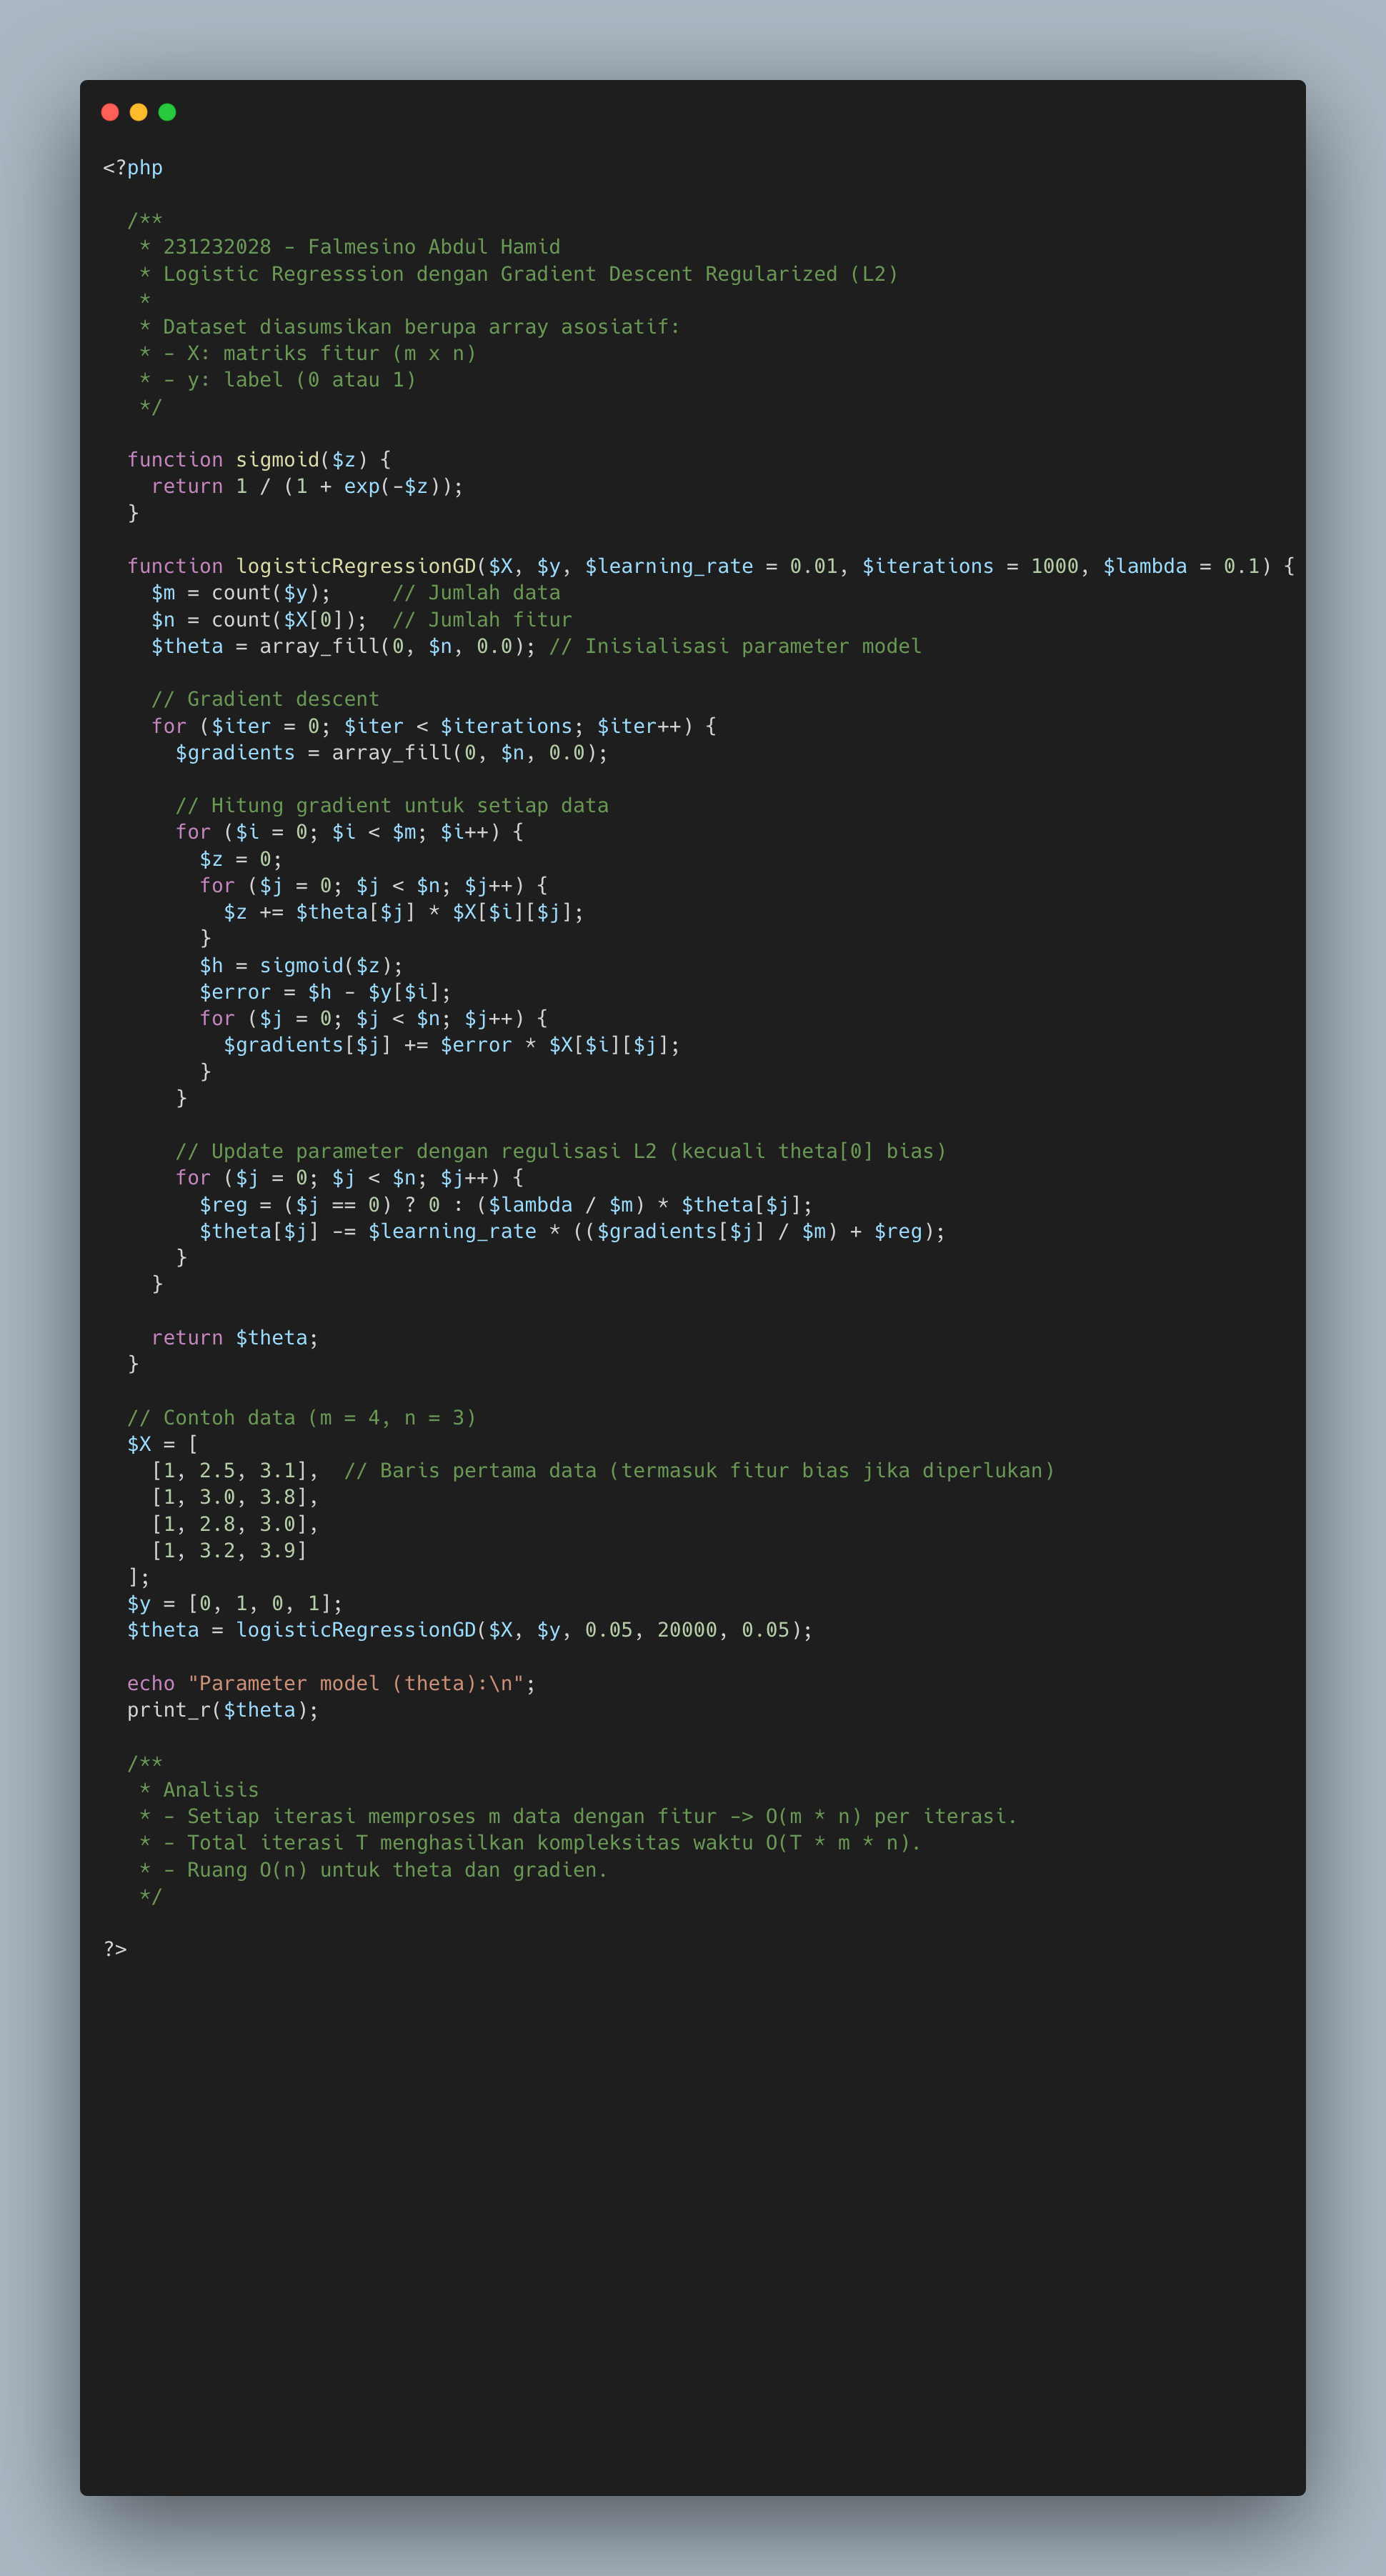 <?php
/**
 * 231232028 - Falmesino Abdul Hamid
 * Logistic Regresssion dengan Gradient Descent Regularized (L2)
 *
 * Dataset diasumsikan berupa array asosiatif:
 * - X: matriks fitur (m x n)
 * - y: label (0 atau 1)
 */
function sigmoid($z) {
return 1 / (1 + exp(-$z));
}
function logisticRegressionGD($X, $y, $learning_rate = 0.01, $iterations = 1000, $lambda = 0.1) {
$m = count($y);     // Jumlah data
$n = count($X[0]);  // Jumlah fitur
$theta = array_fill(0, $n, 0.0); // Inisialisasi parameter model
// Gradient descent
for ($iter = 0; $iter < $iterations; $iter++) {
$gradients = array_fill(0, $n, 0.0);
// Hitung gradient untuk setiap data
for ($i = 0; $i < $m; $i++) {
$z = 0;
for ($j = 0; $j < $n; $j++) {
$z += $theta[$j] * $X[$i][$j];
}
$h = sigmoid($z);
$error = $h - $y[$i];
for ($j = 0; $j < $n; $j++) {
$gradients[$j] += $error * $X[$i][$j];
}
}
// Update parameter dengan regulisasi L2 (kecuali theta[0] bias)
for ($j = 0; $j < $n; $j++) {
$reg = ($j == 0) ? 0 : ($lambda / $m) * $theta[$j];
$theta[$j] -= $learning_rate * (($gradients[$j] / $m) + $reg);
}
}
return $theta;
}
// Contoh data (m = 4, n = 3)
$X = [
[1, 2.5, 3.1],  // Baris pertama data (termasuk fitur bias jika diperlukan)
[1, 3.0, 3.8],
[1, 2.8, 3.0],
[1, 3.2, 3.9]
];
$y = [0, 1, 0, 1];
$theta = logisticRegressionGD($X, $y, 0.05, 20000, 0.05);
echo "Parameter model (theta):\n";
print_r($theta);
/**
 * Analisis
 * - Setiap iterasi memproses m data dengan fitur -> O(m * n) per iterasi.
 * - Total iterasi T menghasilkan kompleksitas waktu O(T * m * n).
 * - Ruang O(n) untuk theta dan gradien.
 */
?>